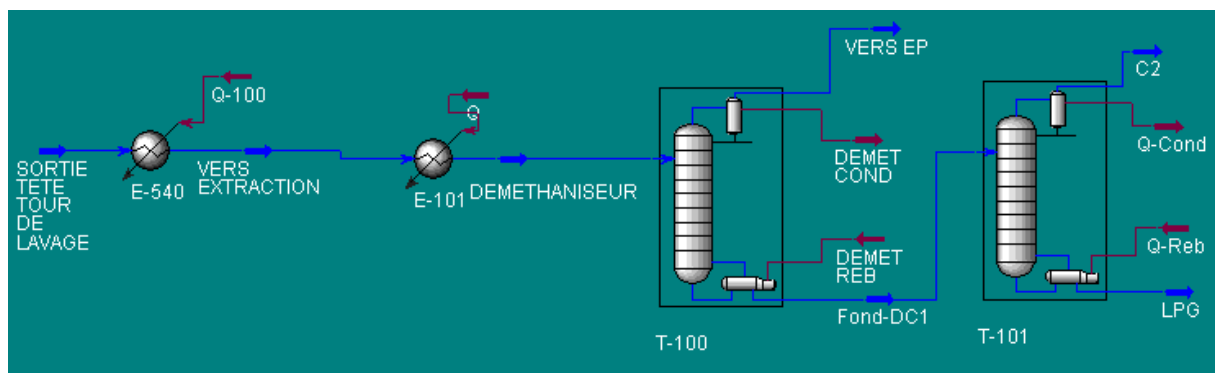 VERS EP
C2
Q-100
Q
Q-Cond
DEMET
COND
SORTIE
TETE
TOUR
DE
LAVAGE
E-540
VERS
EXTRACTION
E-101
DEMETHANISEUR
DEMET
REB
Q-Reb
Fond-DC1
LPG
T-100
T-101